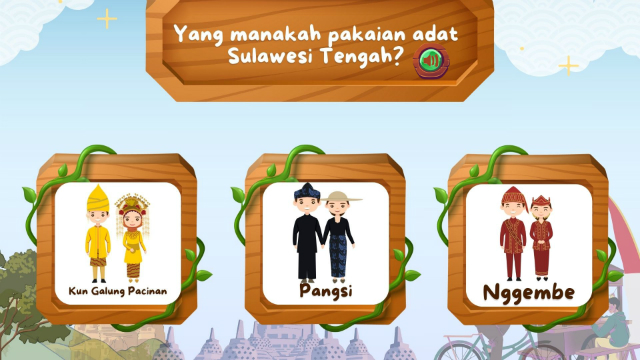 Yang manakah pakaian adat
Sulawesi Tengah?
Kun Galung Pacinan
Pangsi
Nggembe